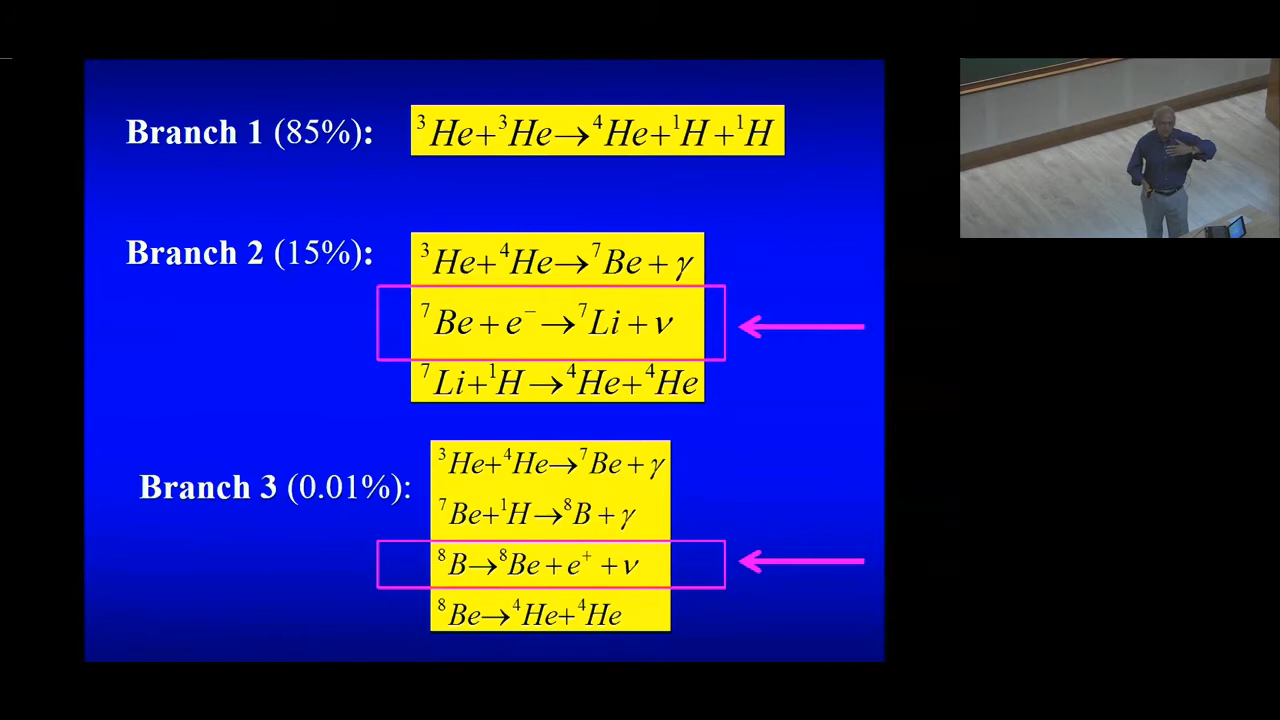 Branch 1 (85%): ³He+³He→⁴He+¹H+¹H
Branch 2 (15%): ³He+⁴He→⁷Be+γ
⁷Be+e⁻→⁷Li+ν
⁷Li+¹H→⁴He+⁴He
Branch 3 (0.01%): ³He+⁴He→⁷Be+γ
⁷Be+¹H→⁸B+γ
⁸B→⁸Be+e⁺+ν
⁸Be→⁴He+⁴He